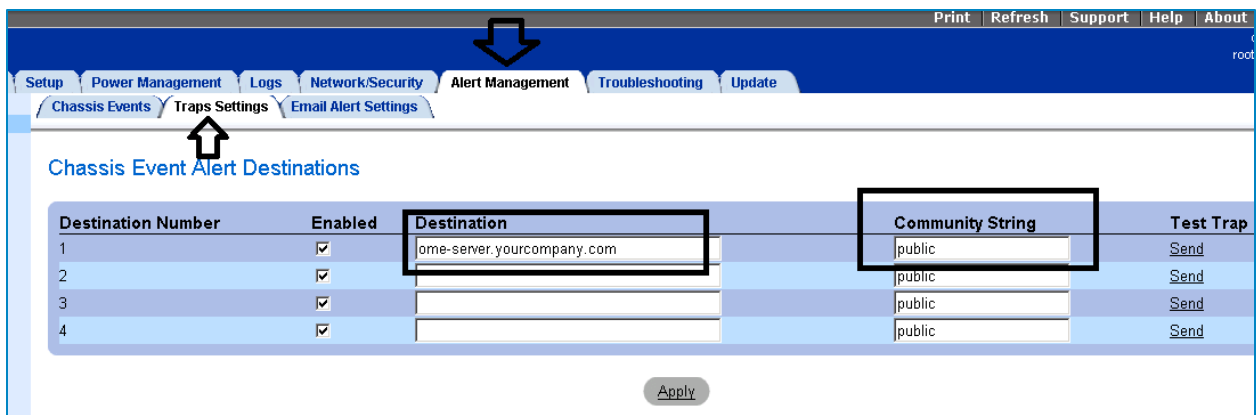 Print | Refresh | Support | Help | About
root
Setup Power Management Logs Network/Security Alert Management Troubleshooting Update
Chassis Events Traps Settings Email Alert Settings
Chassis Event Alert Destinations
Destination Number Enabled Destination Community String Test Trap
1 ome-server.yourcompany.com public Send
2 public Send
3 public Send
4 public Send
Apply